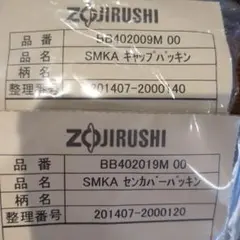 ZOJIRUSHI
品 番 BB402009M 00
品 名 SMKA キャップパッキン
柄 名
整理番号 201407-2000140
ZOJIRUSHI
品 番 BB402019M 00
品 名 SMKA センカバーパッキン
柄 名
整理番号 201407-2000120